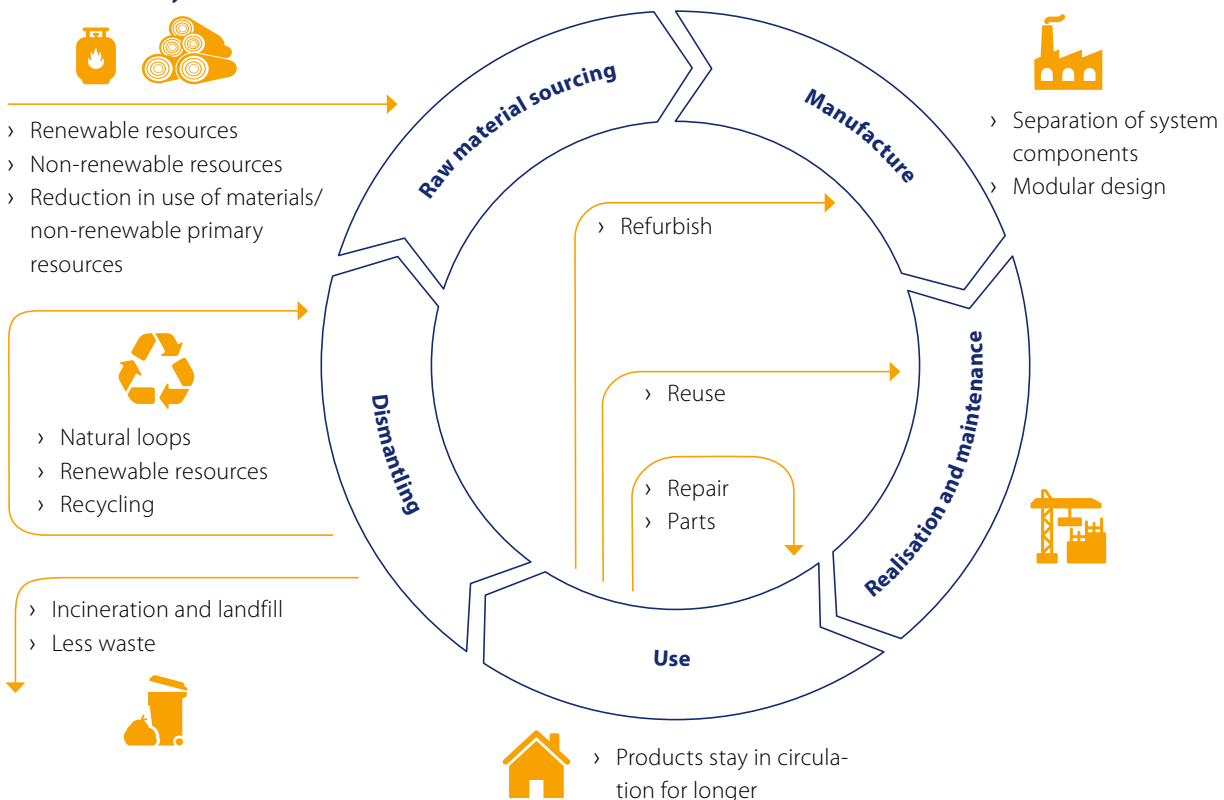 Raw material sourcing
Manufacture
› Renewable resources
› Non-renewable resources
› Reduction in use of materials/
non-renewable primary
resources
› Separation of system
components
› Modular design
› Refurbish
› Reuse
› Repair
› Parts
Realisation and maintenance
Dismantling
› Natural loops
› Renewable resources
› Recycling
› Incineration and landfill
› Less waste
Use
› Products stay in circula-
tion for longer